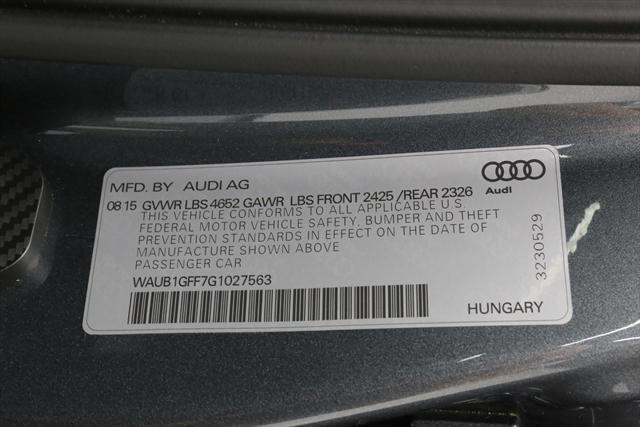 MFD. BY AUDI AG
08 15 GVWR LBS 4652 GAWR LBS FRONT 2425 /REAR 2326
THIS VEHICLE CONFORMS TO ALL APPLICABLE U.S.
FEDERAL MOTOR VEHICLE SAFETY, BUMPER AND THEFT
PREVENTION STANDARDS IN EFFECT ON THE DATE OF
MANUFACTURE SHOWN ABOVE
PASSENGER CAR
WAUB1GFF7G1027563
HUNGARY
Audi
3230529